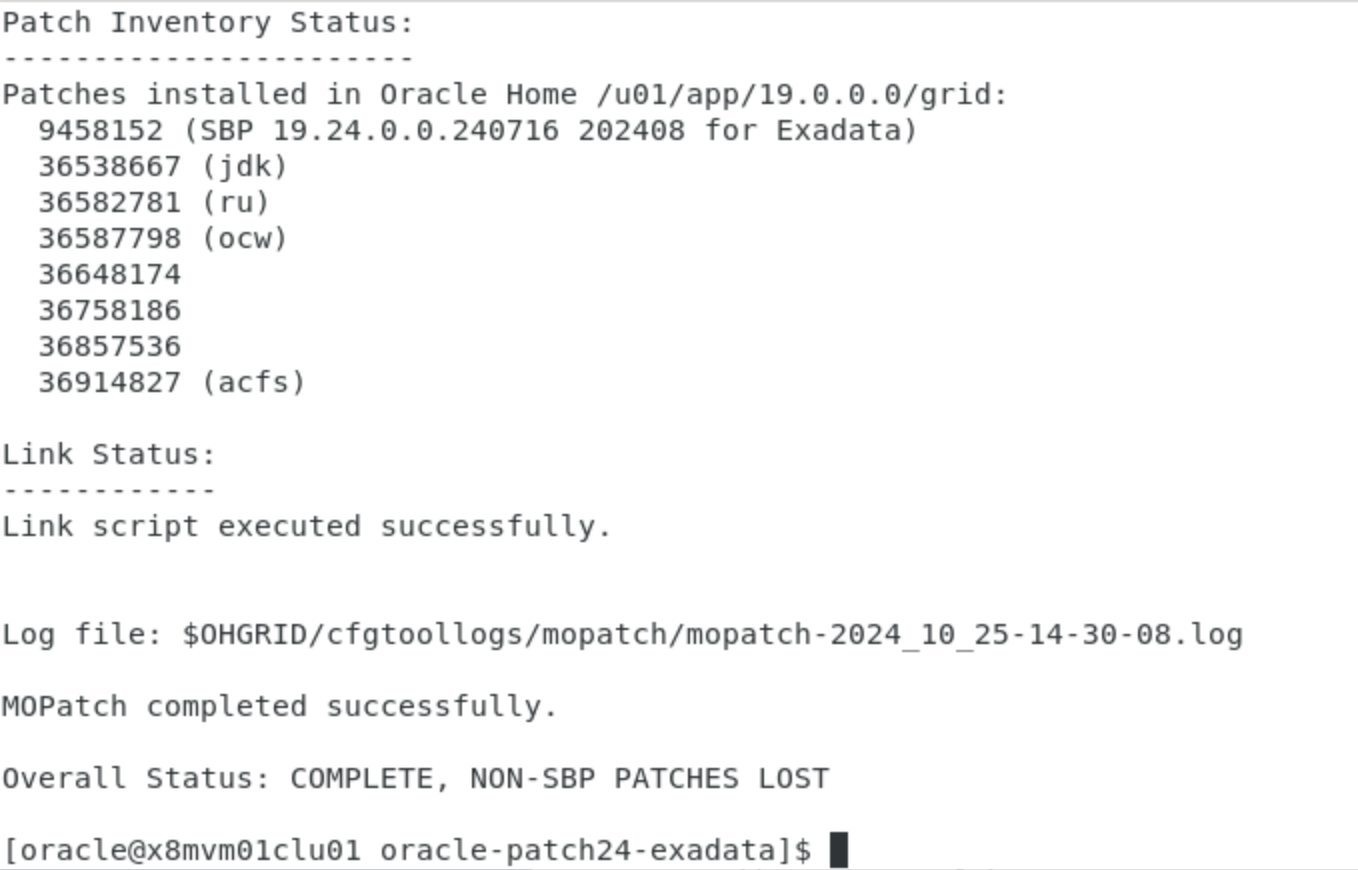 Patch Inventory Status:
-----------------------
Patches installed in Oracle Home /u01/app/19.0.0.0/grid:
  9458152 (SBP 19.24.0.0.240716 202408 for Exadata)
  36538667 (jdk)
  36582781 (ru)
  36587798 (ocw)
  36648174
  36758186
  36857536
  36914827 (acfs)

Link Status:
------------
Link script executed successfully.


Log file: $OHGRID/cfgtoollogs/mopatch/mopatch-2024_10_25-14-30-08.log

MOPatch completed successfully.

Overall Status: COMPLETE, NON-SBP PATCHES LOST

[oracle@x8mvm01clu01 oracle-patch24-exadata]$